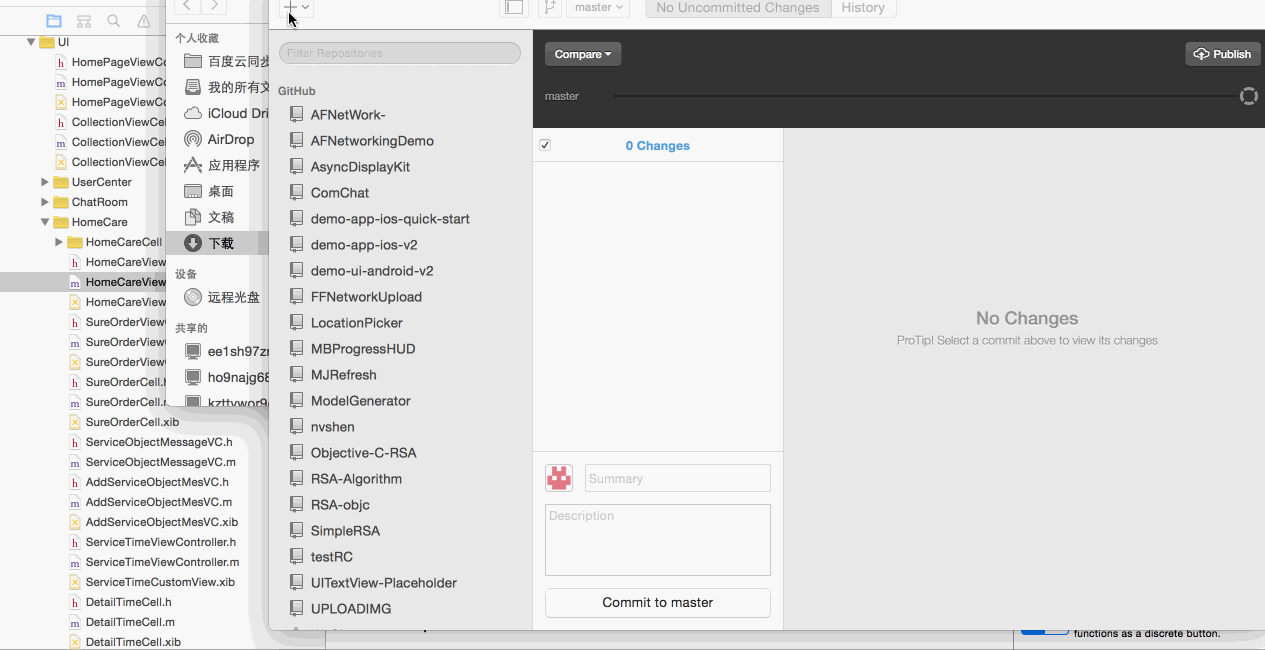 UI
HomePageViewCo
HomePageViewCo
HomePageViewCo
CollectionViewCel
CollectionViewCel
CollectionViewCel
UserCenter
ChatRoom
HomeCare
HomeCareCell
HomeCareView
HomeCareView
HomeCareView
SureOrderView
SureOrderView
SureOrderView
SureOrderCell.h
SureOrderCell.m
SureOrderCell.xib
ServiceObjectMessageVC.h
ServiceObjectMessageVC.m
AddServiceObjectMesVC.h
AddServiceObjectMesVC.m
AddServiceObjectMesVC.xib
ServiceTimeViewController.h
ServiceTimeViewController.m
ServiceTimeCustomView.xib
DetailTimeCell.h
DetailTimeCell.m
DetailTimeCell.xib
个人收藏
百度云同步
我的所有文
iCloud Dri
AirDrop
应用程序
桌面
文稿
下载
设备
远程光盘
共享的
ee1sh97zr
ho9najg68
kzttvwor9
master
No Uncommitted Changes
History
Filter Repositories
GitHub
AFNetWork-
AFNetworkingDemo
AsyncDisplayKit
ComChat
demo-app-ios-quick-start
demo-app-ios-v2
demo-ui-android-v2
FFNetworkUpload
LocationPicker
MBProgressHUD
MJRefresh
ModelGenerator
nvshen
Objective-C-RSA
RSA-Algorithm
RSA-objc
SimpleRSA
testRC
UITextView-Placeholder
UPLOADIMG
Compare
Publish
master
0 Changes
No Changes
ProTip! Select a commit above to view its changes
Summary
Description
Commit to master
functions as a discrete button.